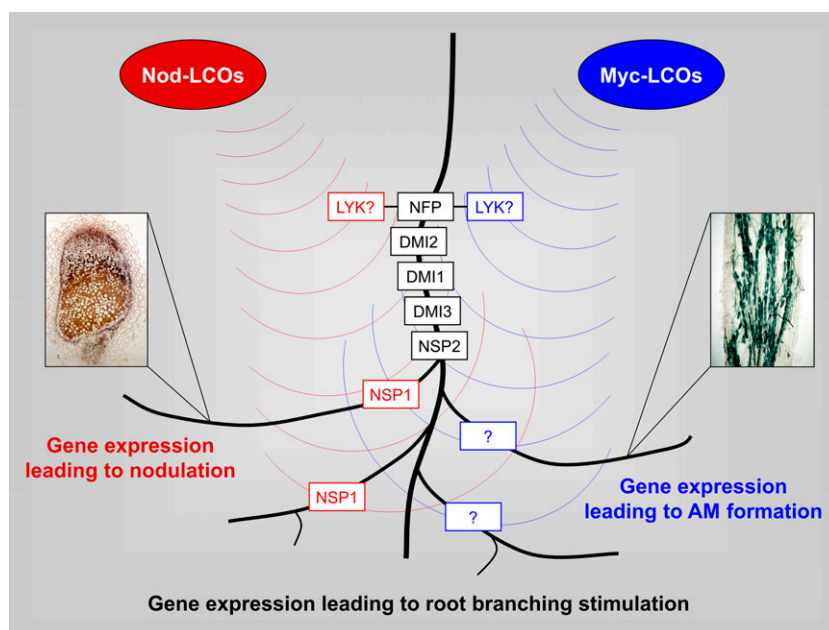 Nod-LCOs
Myc-LCOs
LYK?
NFP
LYK?
DMI2
DMI1
DMI3
NSP2
NSP1
?
Gene expression
leading to nodulation
Gene expression
leading to AM formation
NSP1
?
Gene expression leading to root branching stimulation